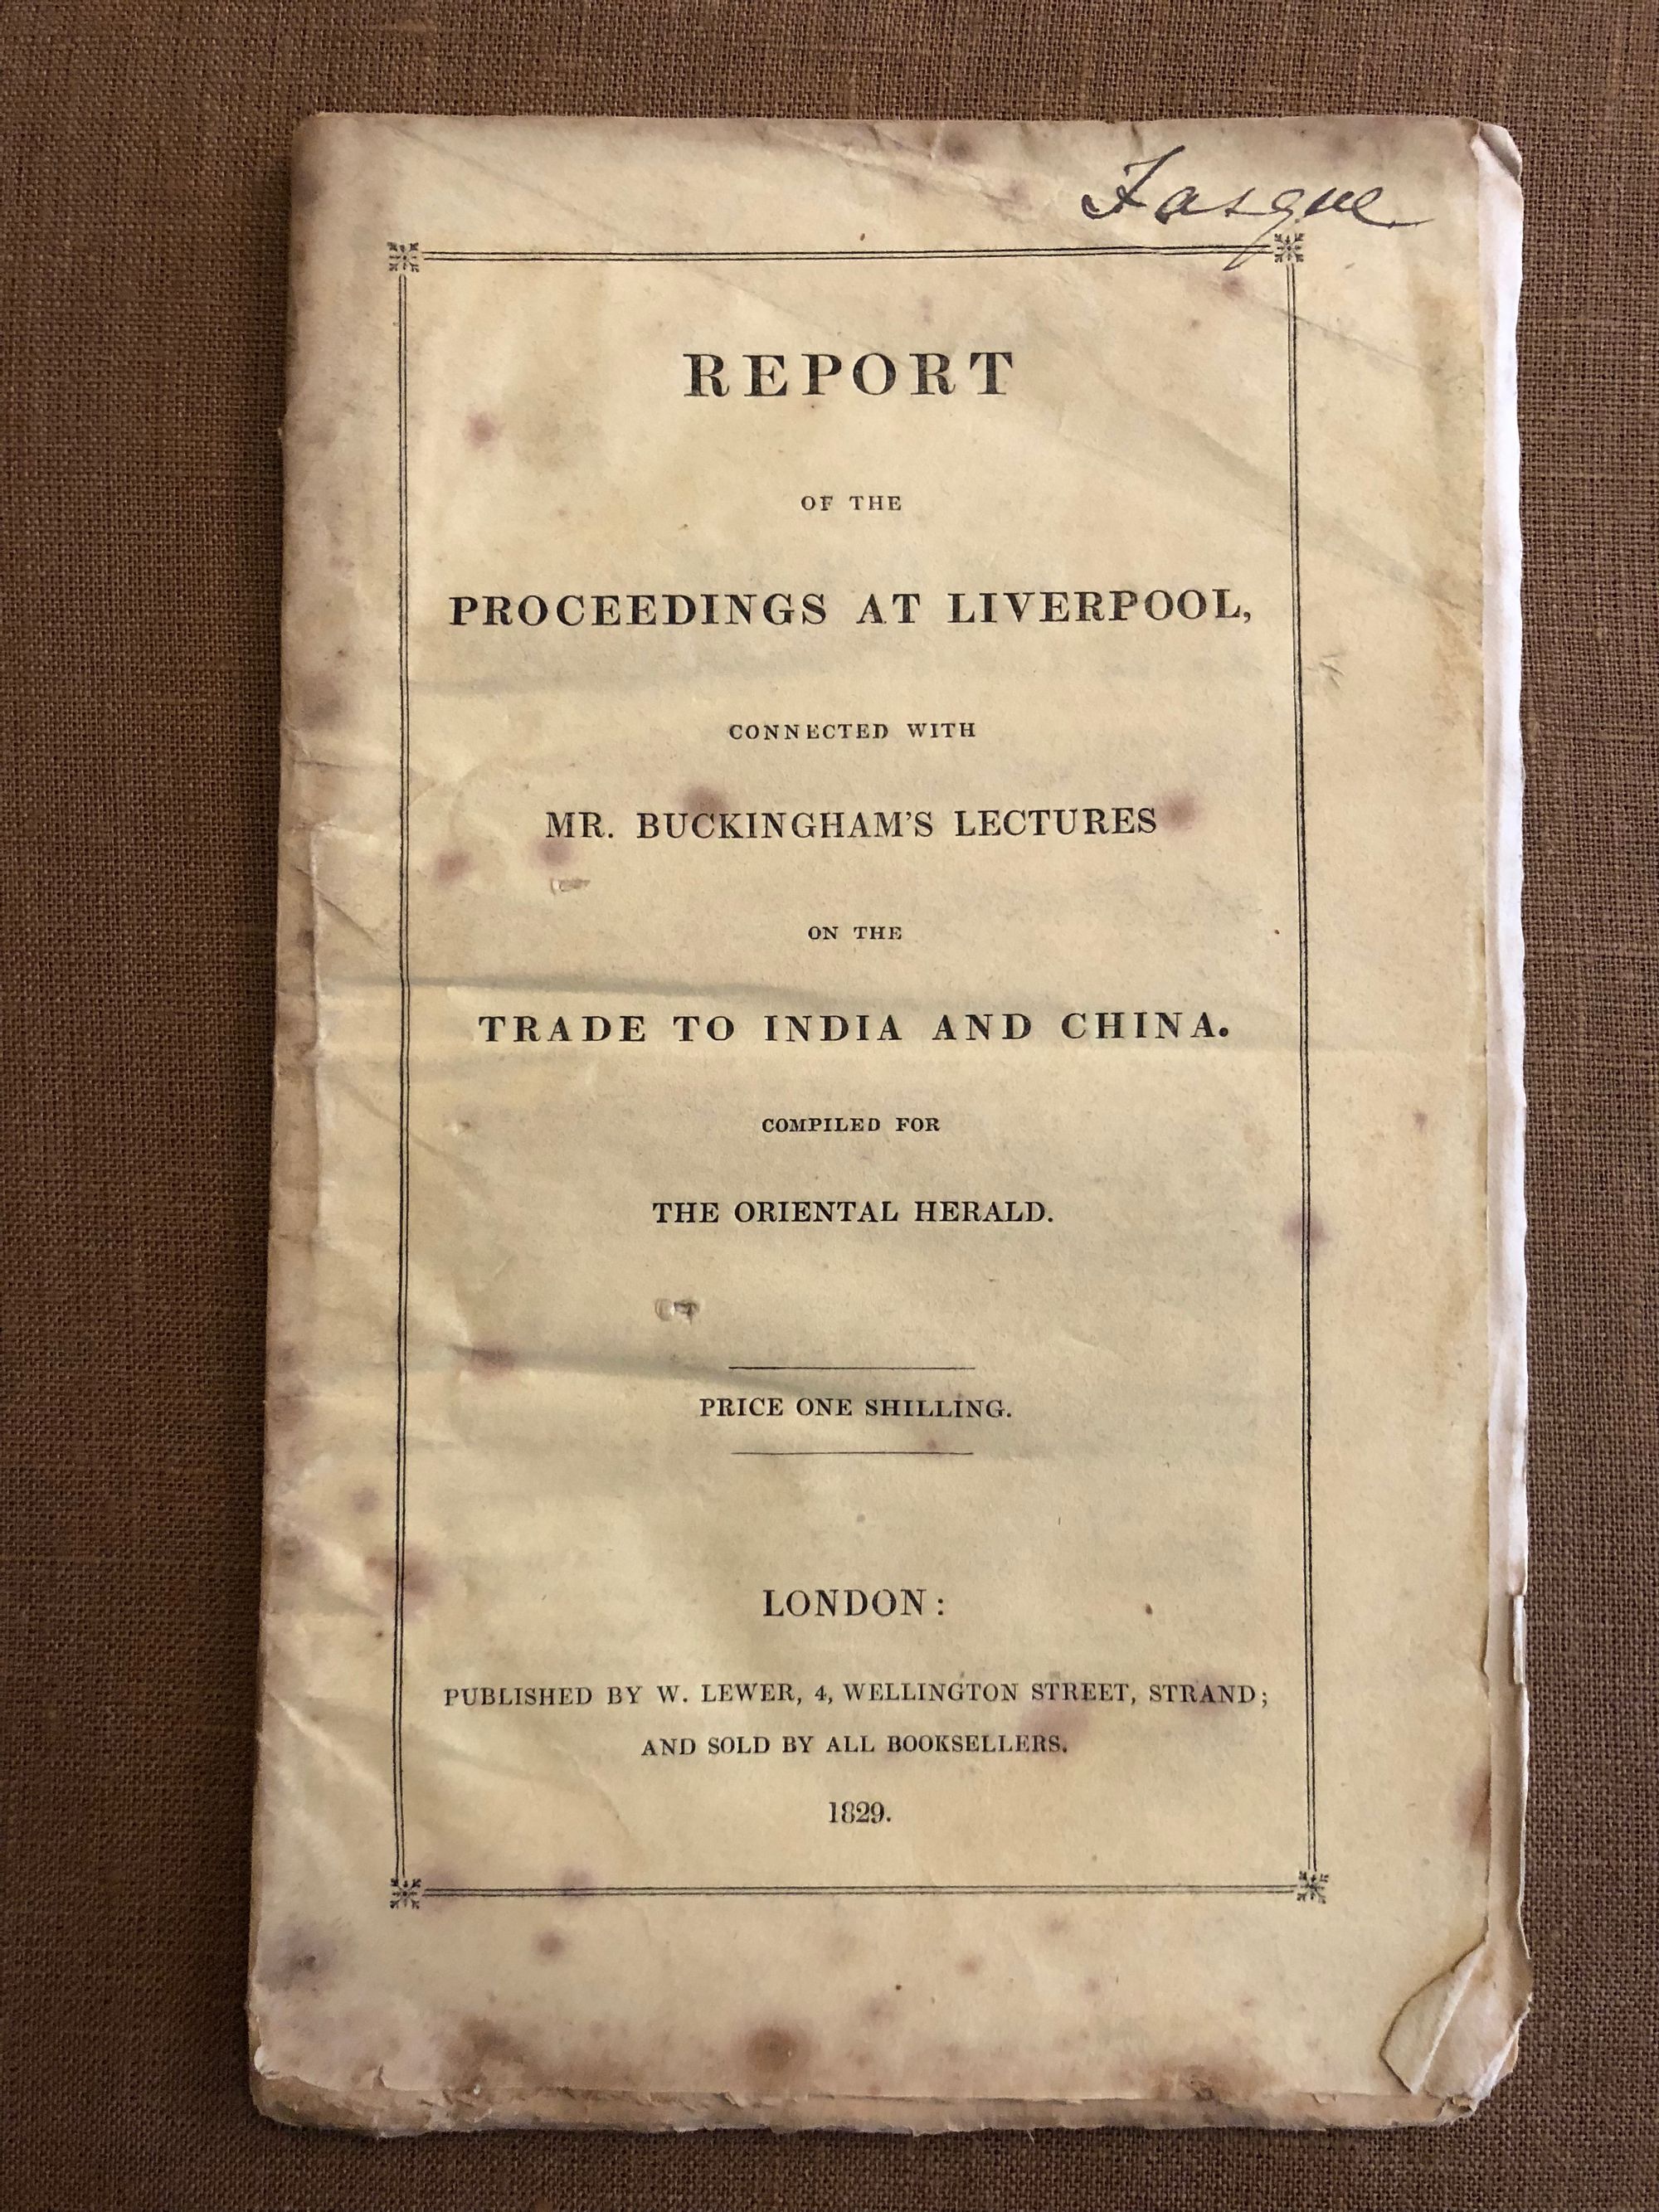 Fasque
REPORT
OF THE
PROCEEDINGS AT LIVERPOOL,
CONNECTED WITH
MR. BUCKINGHAM'S LECTURES
ON THE
TRADE TO INDIA AND CHINA.
COMPILED FOR
THE ORIENTAL HERALD.
PRICE ONE SHILLING.
LONDON:
PUBLISHED BY W. LEWER, 4, WELLINGTON STREET, STRAND;
AND SOLD BY ALL BOOKSELLERS.
1829.